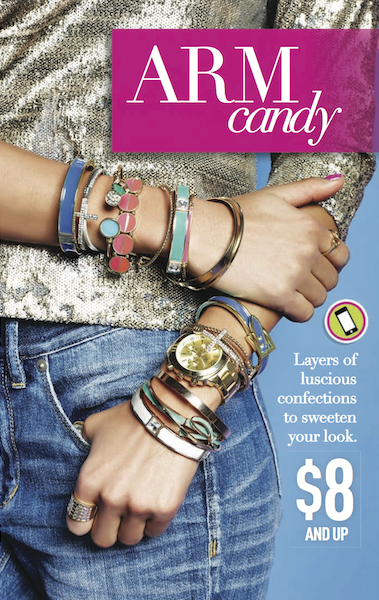 ARM
candy
Layers of
luscious
confections
to sweeten
your look.
$8
AND UP